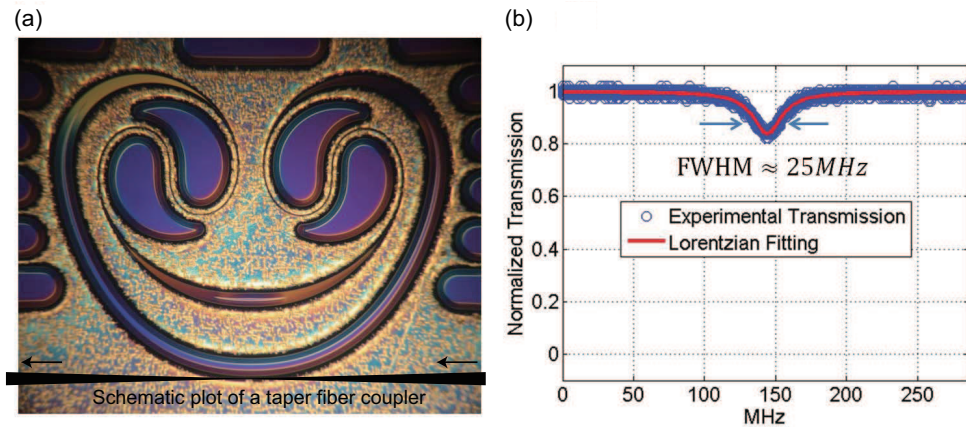 (a)
(b)
Schematic plot of a taper fiber coupler
Normalized Transmission
1
0.8
0.6
0.4
0.2
1
FWHM ≈ 25MHz
Experimental Transmission
Lorentzian Fitting
0
50
100
150
200
250
MHz